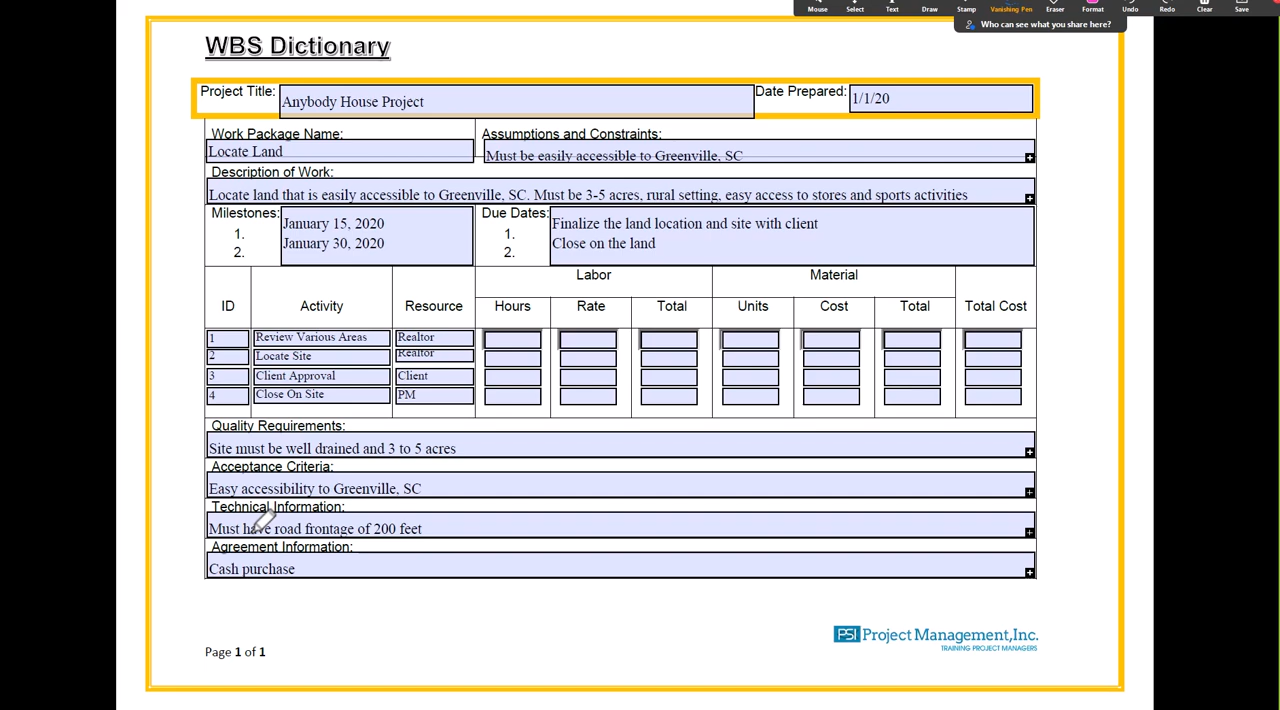 Mouse Select Text Draw Stamp Vanishing Pen Eraser Format Undo Redo Clear Save
Who can see what you share here?
WBS Dictionary
Project Title: Anybody House Project Date Prepared: 1/1/20
Work Package Name: Assumptions and Constraints:
Locate Land Must be easily accessible to Greenville, SC
Description of Work:
Locate land that is easily accessible to Greenville, SC. Must be 3-5 acres, rural setting, easy access to stores and sports activities
Milestones: January 15, 2020 Due Dates: Finalize the land location and site with client
1. January 30, 2020 1. Close on the land
2. 2.
Labor Material
ID Activity Resource Hours Rate Total Units Cost Total Total Cost
1 Review Various Areas Realtor
2 Locate Site Realtor
3 Client Approval Client
4 Close On Site PM
Quality Requirements:
Site must be well drained and 3 to 5 acres
Acceptance Criteria:
Easy accessibility to Greenville, SC
Technical Information:
Must have road frontage of 200 feet
Agreement Information:
Cash purchase
PSI Project Management,Inc.
TRAINING PROJECT MANAGERS
Page 1 of 1